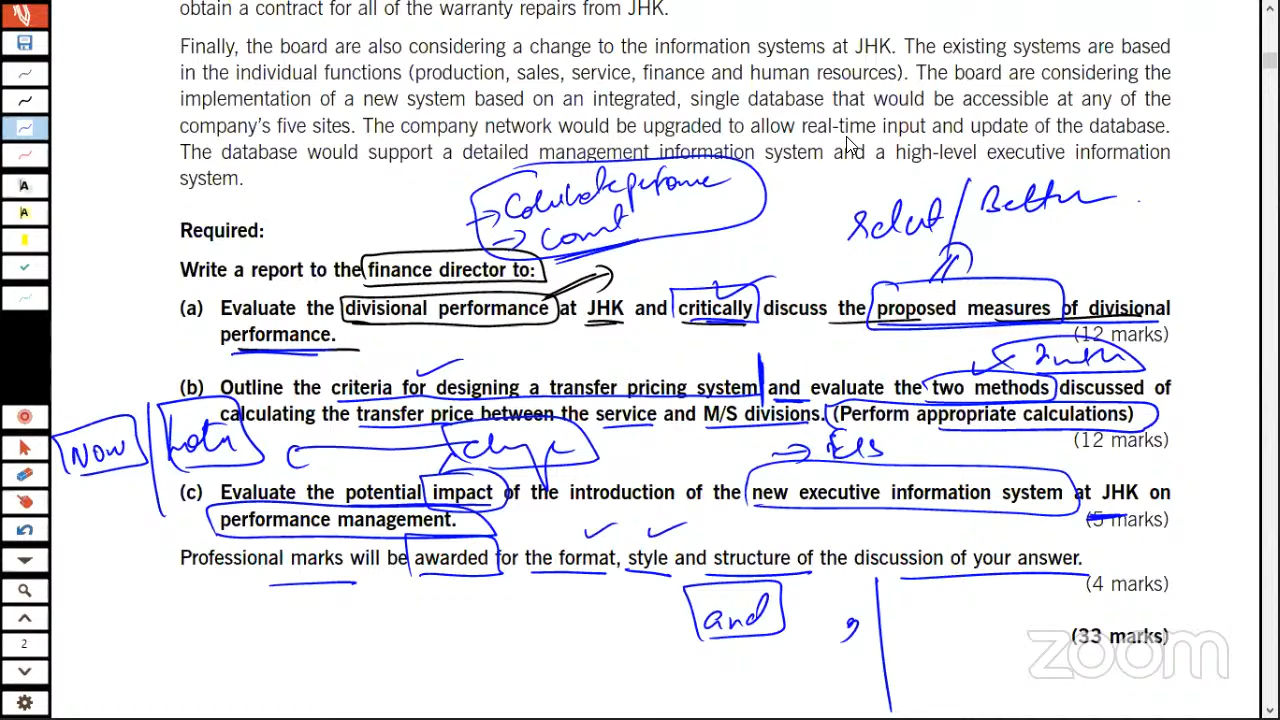 obtain a contract for all of the warranty repairs from JHK.
Finally, the board are also considering a change to the information systems at JHK. The existing systems are based
in the individual functions (production, sales, service, finance and human resources). The board are considering the
implementation of a new system based on an integrated, single database that would be accessible at any of the
company's five sites. The company network would be upgraded to allow real-time input and update of the database.
The database would support a detailed management information system and a high-level executive information
system.
select / Better
Required:
Write a report to the finance director to:
(a) Evaluate the divisional performance at JHK and critically discuss the proposed measures of divisional
performance.
(12 marks)
(b) Outline the criteria for designing a transfer pricing system and evaluate the two methods discussed of
calculating the transfer price between the service and M/S divisions. (Perform appropriate calculations)
(12 marks)
Now
→ EIS
(c) Evaluate the potential impact of the introduction of the new executive information system at JHK on
performance management.
(5 marks)
Professional marks will be awarded for the format, style and structure of the discussion of your answer.
(4 marks)
and ,
(33 marks)
zoom
A
A
2